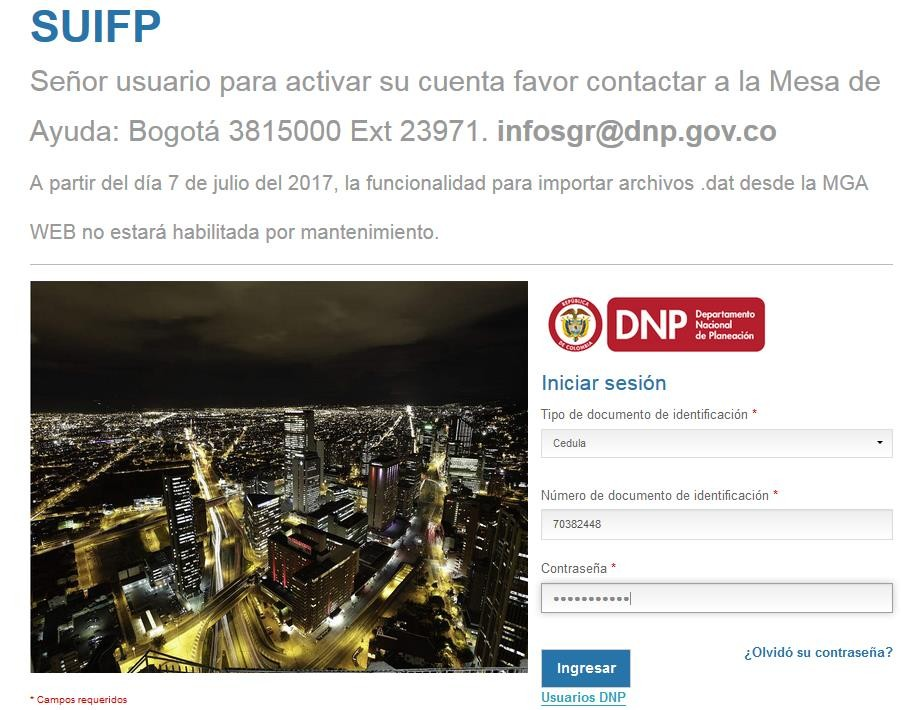 SUIFP
Señor usuario para activar su cuenta favor contactar a la Mesa de
Ayuda: Bogotá 3815000 Ext 23971. infosgr@dnp.gov.co
A partir del día 7 de julio del 2017, la funcionalidad para importar archivos .dat desde la MGA
WEB no estará habilitada por mantenimiento.
REPÚBLICA
DE COLOMBIA
DNP
Departamento
Nacional
de Planeación
Iniciar sesión
Tipo de documento de identificación *
Cedula
Número de documento de identificación *
70382448
Contraseña *
•••••••••••
Ingresar
¿Olvidó su contraseña?
Usuarios DNP
* Campos requeridos